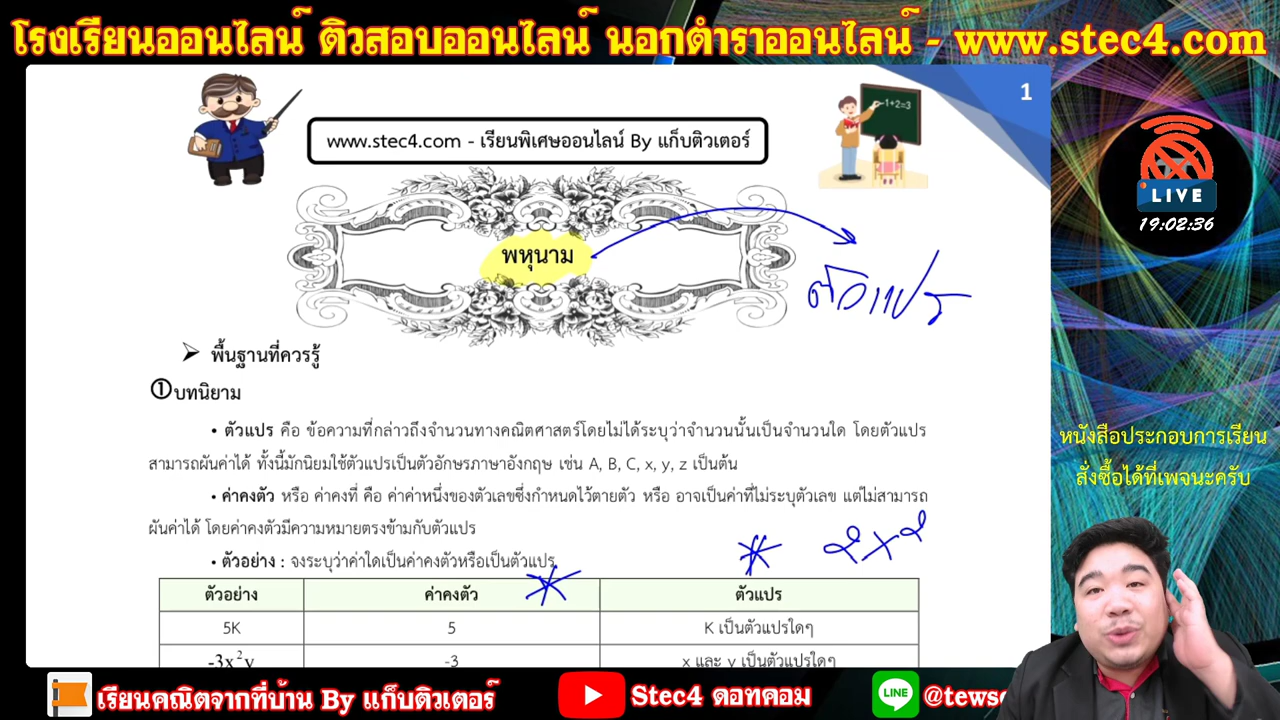 โรงเรียนออนไลน์ ติวสอบออนไลน์ นอกตำราออนไลน์ - www.stec4.com
1
-1+2=3
www.stec4.com - เรียนพิเศษออนไลน์ By แก็บติวเตอร์
LIVE
19:02:36
พหุนาม
ตัวแปร
➤ พื้นฐานที่ควรรู้
①บทนิยาม
• ตัวแปร คือ ข้อความที่กล่าวถึงจำนวนทางคณิตศาสตร์โดยไม่ได้ระบุว่าจำนวนนั้นเป็นจำนวนใด โดยตัวแปร
สามารถผันค่าได้ ทั้งนี้มักนิยมใช้ตัวแปรเป็นตัวอักษรภาษาอังกฤษ เช่น A, B, C, x, y, z เป็นต้น
• ค่าคงตัว หรือ ค่าคงที่ คือ ค่าค่าหนึ่งของตัวเลขซึ่งกำหนดไว้ตายตัว หรือ อาจเป็นค่าที่ไม่ระบุตัวเลข แต่ไม่สามารถ
ผันค่าได้ โดยค่าคงตัวมีความหมายตรงข้ามกับตัวแปร
• ตัวอย่าง : จงระบุว่าค่าใดเป็นค่าคงตัวหรือเป็นตัวแปร
ตัวอย่าง ค่าคงตัว ตัวแปร
5K 5 K เป็นตัวแปรใดๆ
-3x²y -3 x และ y เป็นตัวแปรใดๆ
หนังสือประกอบการเรียน
สั่งซื้อได้ที่เพจนะครับ
เรียนคณิตจากที่บ้าน By แก็บติวเตอร์
Stec4 ดอทคอม
LINE